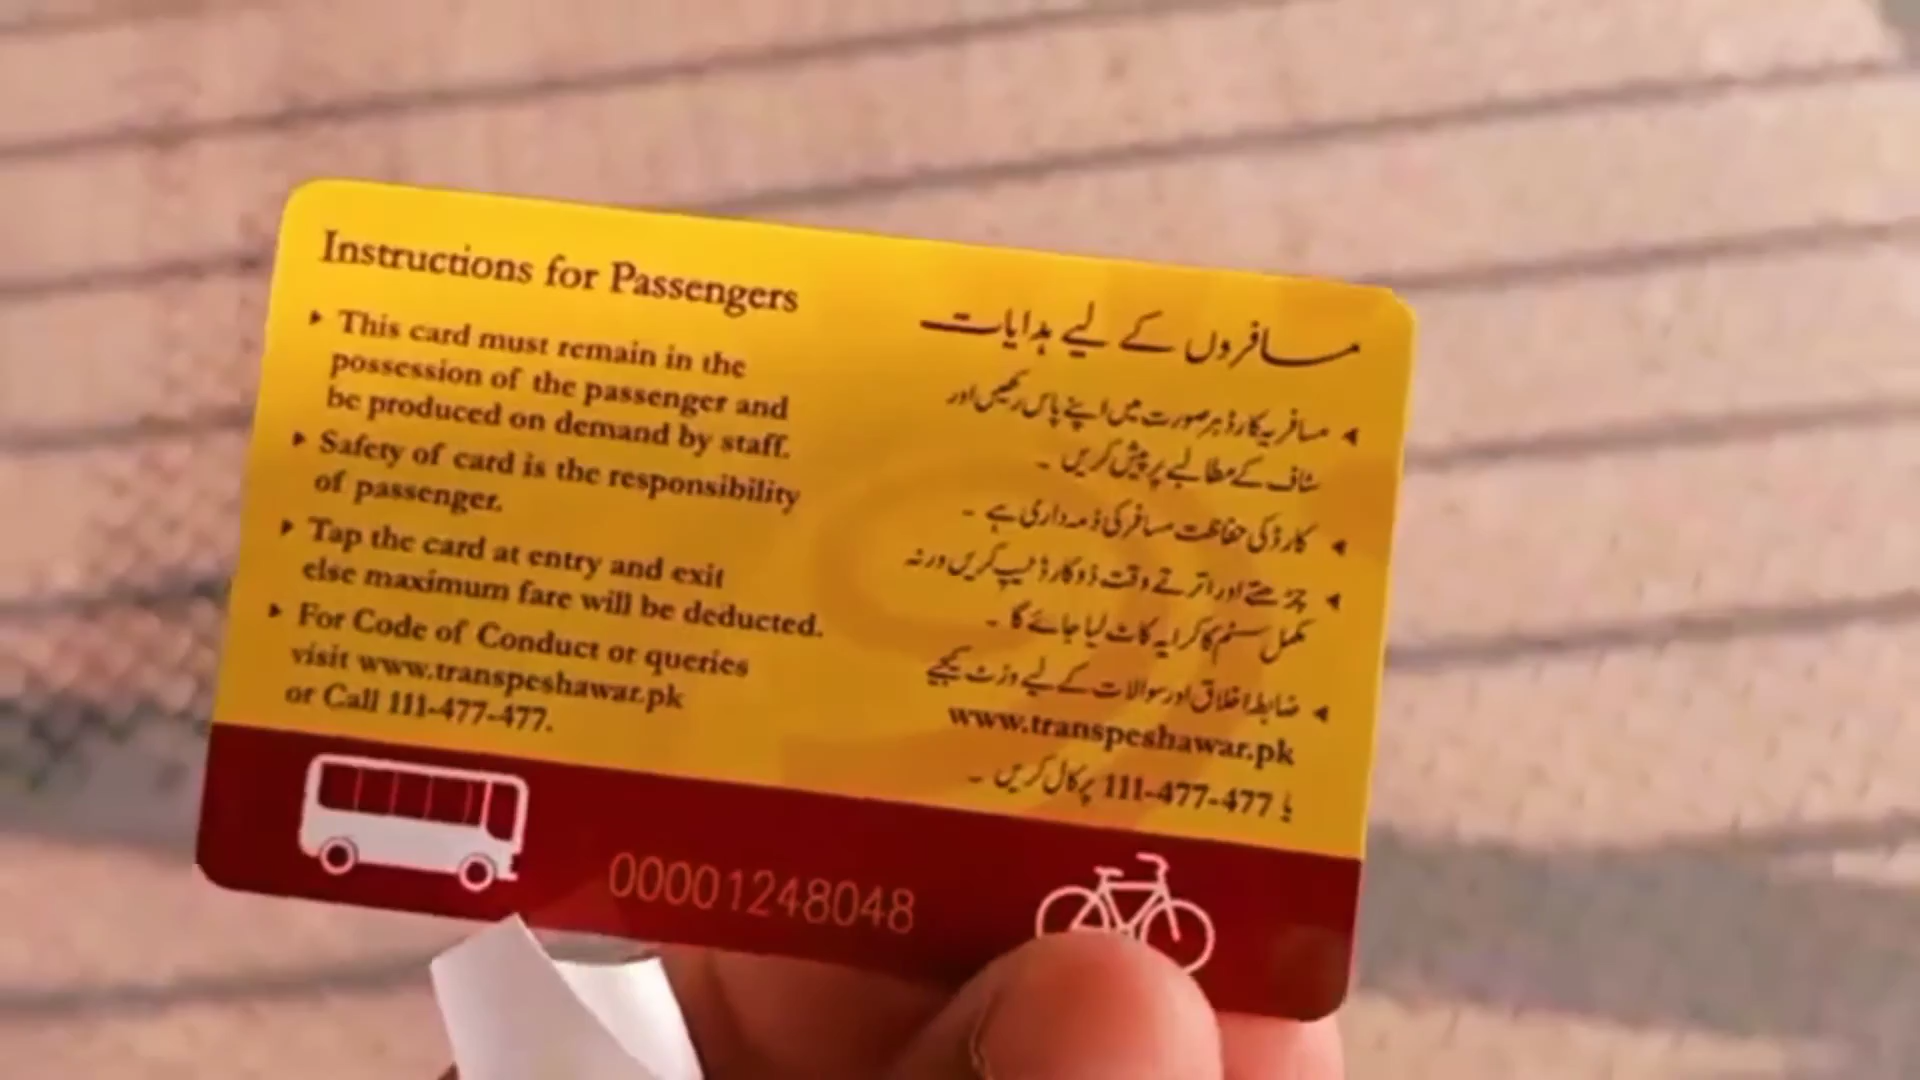 Instructions for Passengers
This card must remain in the
possession of the passenger and
be produced on demand by staff.
Safety of card is the responsibility
of passenger.
Tap the card at entry and exit
else maximum fare will be deducted.
For Code of Conduct or queries
visit www.transpeshawar.pk
or Call 111-477-477.
مسافروں کے لیے ہدایات
مسافر یہ کارڈ ہر صورت میں اپنے پاس رکھیں اور
سٹاف کے مطالبے پر پیش کریں ۔
کارڈ کی حفاظت مسافر کی ذمہ داری ہے ۔
چڑھتے اور اترتے وقت ذو کارڈ ٹیپ کریں ورنہ
مکمل سسٹم کا کرایہ کاٹ لیا جائے گا ۔
ضابطہ اخلاق اور سوالات کے لیے وزٹ کیجیے
www.transpeshawar.pk
یا 111-477-477 پر کال کریں ۔
00001248048